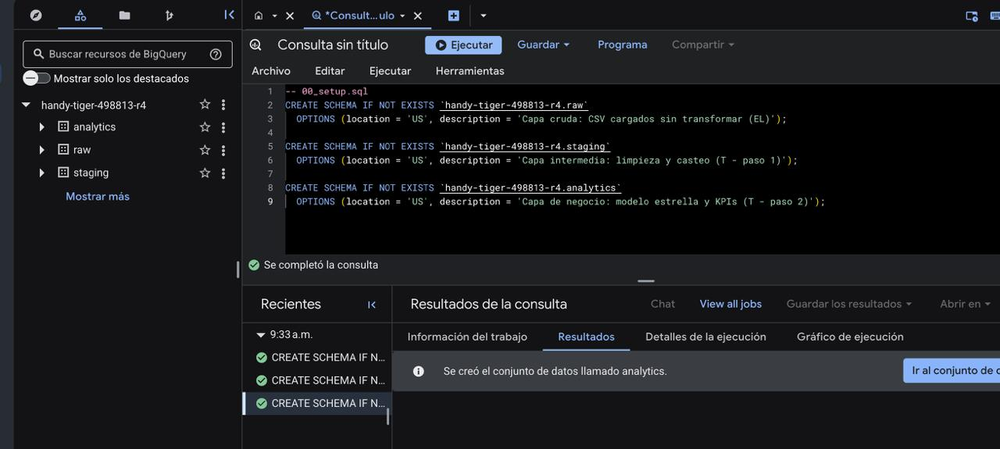 *Consult...ulo
Buscar recursos de BigQuery
Mostrar solo los destacados
handy-tiger-498813-r4
analytics
raw
staging
Mostrar más
Consulta sin título
Ejecutar
Guardar
Programa
Compartir
Archivo
Editar
Ejecutar
Herramientas
1 -- 00_setup.sql
2 CREATE SCHEMA IF NOT EXISTS `handy-tiger-498813-r4.raw`
3 OPTIONS (location = 'US', description = 'Capa cruda: CSV cargados sin transformar (EL)');
4
5 CREATE SCHEMA IF NOT EXISTS `handy-tiger-498813-r4.staging`
6 OPTIONS (location = 'US', description = 'Capa intermedia: limpieza y casteo (T - paso 1)');
7
8 CREATE SCHEMA IF NOT EXISTS `handy-tiger-498813-r4.analytics`
9 OPTIONS (location = 'US', description = 'Capa de negocio: modelo estrella y KPIs (T - paso 2)');
Se completó la consulta
Recientes
9:33 a.m.
CREATE SCHEMA IF N...
CREATE SCHEMA IF N...
CREATE SCHEMA IF N...
Resultados de la consulta
Chat
View all jobs
Guardar los resultados
Abrir en
Información del trabajo
Resultados
Detalles de la ejecución
Gráfico de ejecución
Se creó el conjunto de datos llamado analytics.
Ir al conjunto de